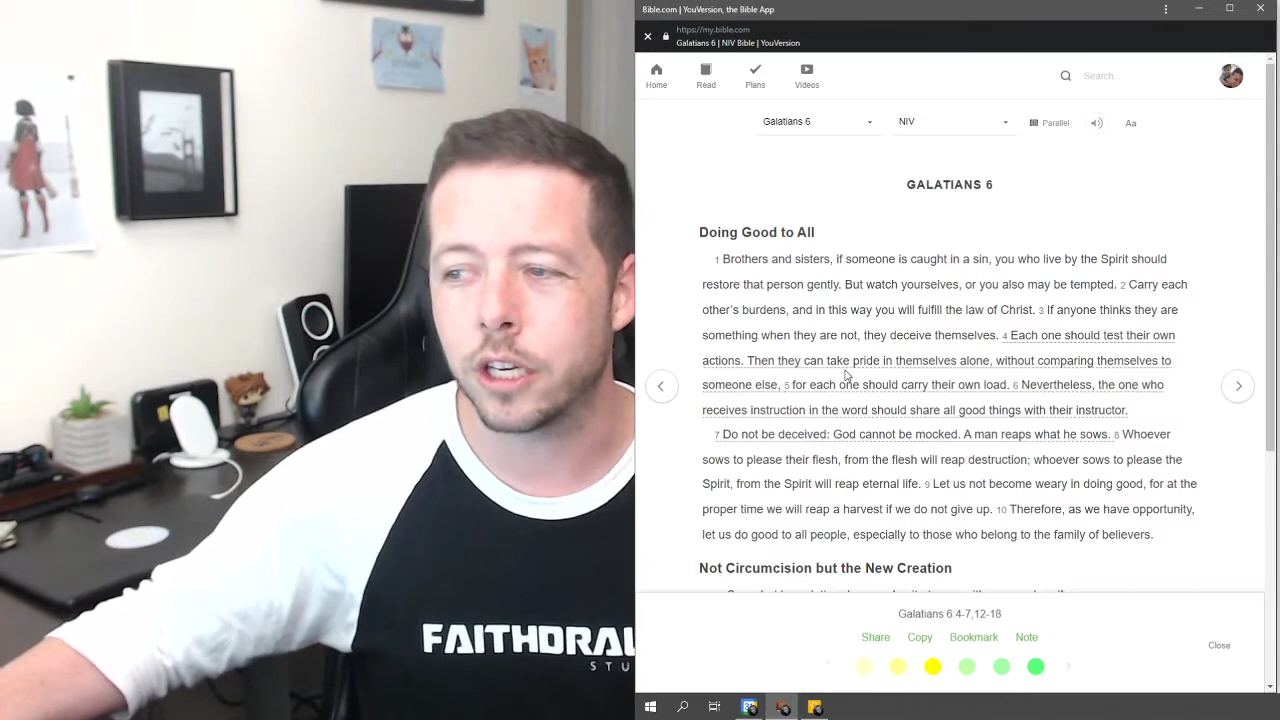 Bible.com | YouVersion, the Bible App
https://my.bible.com
Galatians 6 | NIV Bible | YouVersion
Home
Read
Plans
Videos
Search...
Galatians 6
NIV
Parallel
Aa
GALATIANS 6
Doing Good to All
1 Brothers and sisters, if someone is caught in a sin, you who live by the Spirit should
restore that person gently. But watch yourselves, or you also may be tempted. 2 Carry each
other's burdens, and in this way you will fulfill the law of Christ. 3 If anyone thinks they are
something when they are not, they deceive themselves. 4 Each one should test their own
actions. Then they can take pride in themselves alone, without comparing themselves to
someone else, 5 for each one should carry their own load. 6 Nevertheless, the one who
receives instruction in the word should share all good things with their instructor.
7 Do not be deceived: God cannot be mocked. A man reaps what he sows. 8 Whoever
sows to please their flesh, from the flesh will reap destruction; whoever sows to please the
Spirit, from the Spirit will reap eternal life. 9 Let us not become weary in doing good, for at the
proper time we will reap a harvest if we do not give up. 10 Therefore, as we have opportunity,
let us do good to all people, especially to those who belong to the family of believers.
Not Circumcision but the New Creation
Galatians 6:4-7,12-18
Share
Copy
Bookmark
Note
Close
FAITHDRA
STU